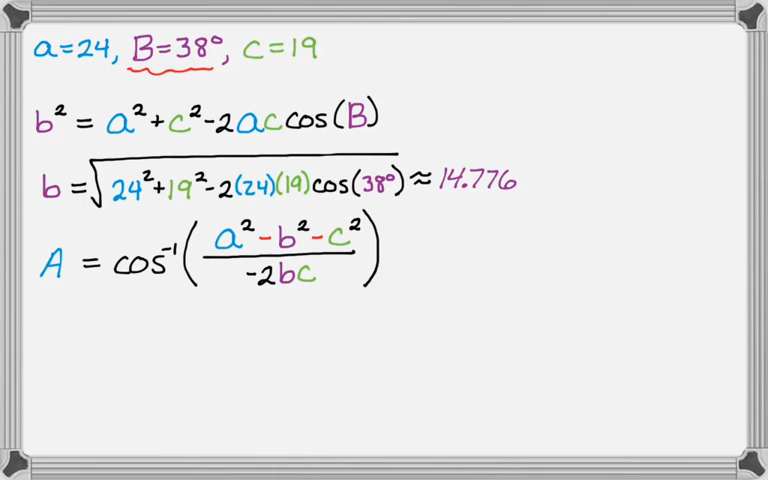 a=24, B=38°, c=19
b² = a²+c²-2ac cos(B)
b = √(24²+19²-2(24)(19)cos(38°)) ≈ 14.776
A = cos⁻¹((a²-b²-c²)/(-2bc))